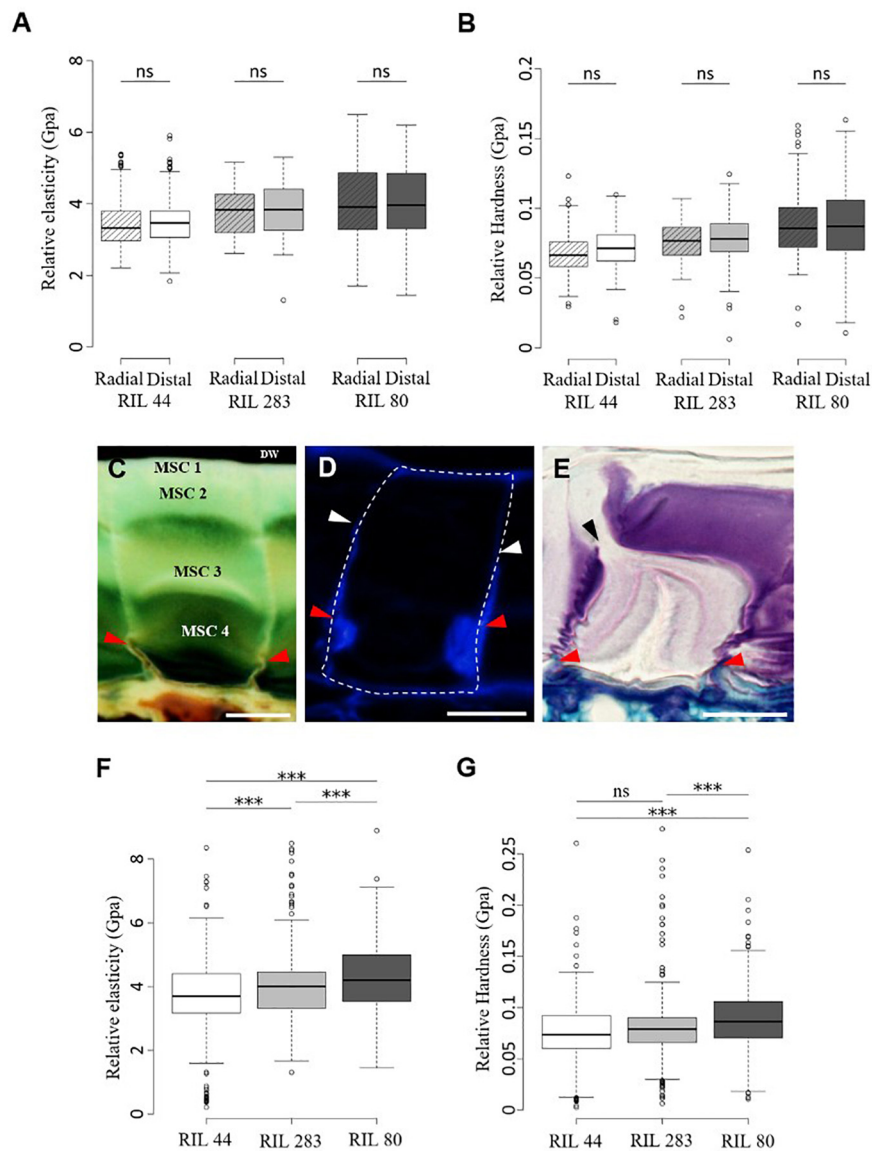 A
B
Relative elasticity (Gpa)
0 2 4 6 8
ns ns ns
Radial Distal Radial Distal Radial Distal
RIL 44 RIL 283 RIL 80
Relative Hardness (Gpa)
0 0.05 0.1 0.15 0.2
ns ns ns
Radial Distal Radial Distal Radial Distal
RIL 44 RIL 283 RIL 80
C
DW
MSC 1
MSC 2
MSC 3
MSC 4
D
E
F
G
Relative elasticity (Gpa)
0 2 4 6 8
***
*** ***
RIL 44 RIL 283 RIL 80
Relative Hardness (Gpa)
0 0.05 0.1 0.15 0.2 0.25
ns ***
***
RIL 44 RIL 283 RIL 80